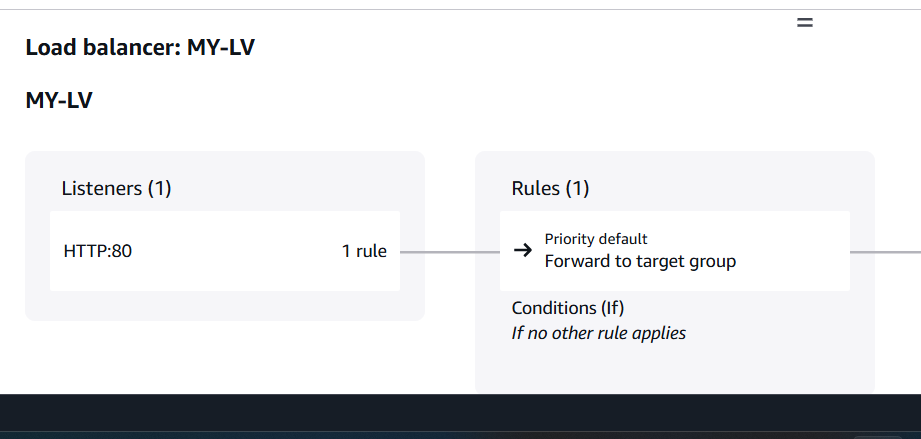 Load balancer: MY-LV
MY-LV
Listeners (1)
HTTP:80
1 rule
Rules (1)
Priority default
Forward to target group
Conditions (If)
If no other rule applies